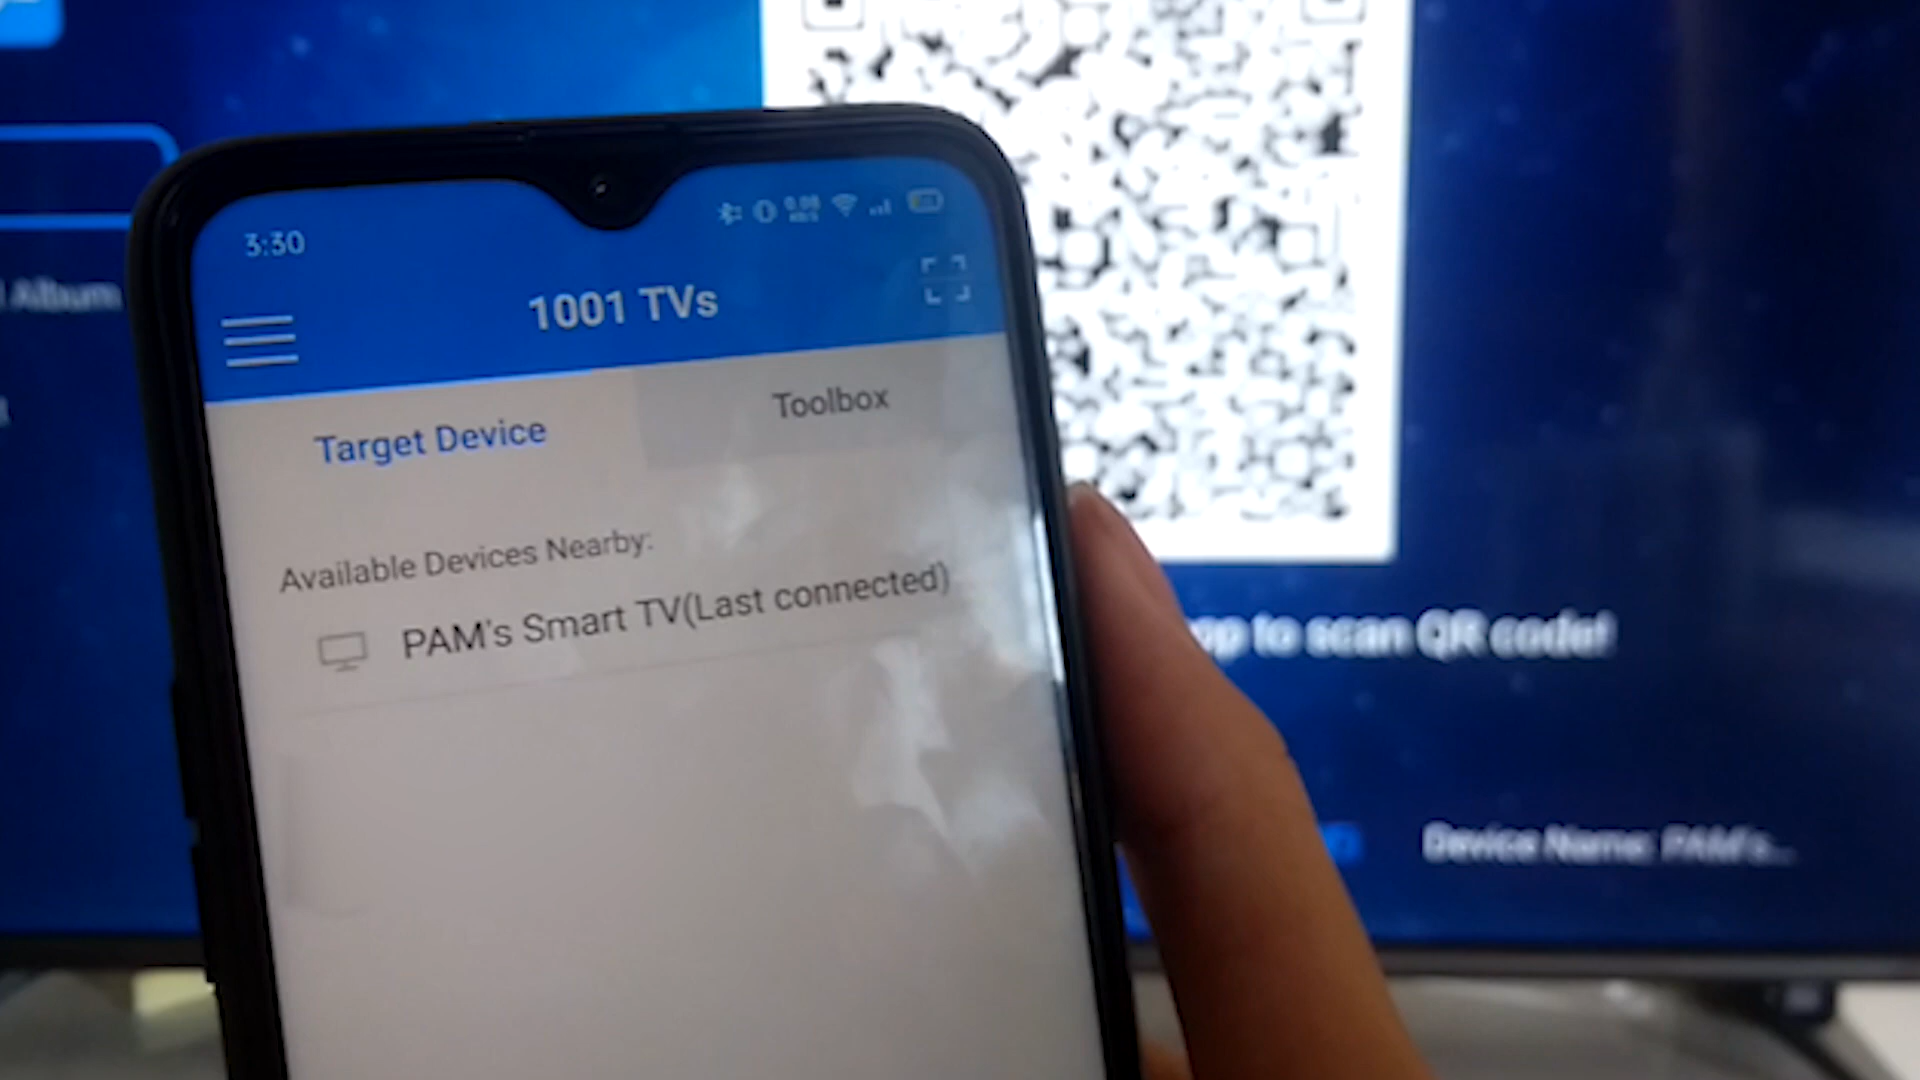 3:30
1001 TVs
Target Device
Toolbox
Available Devices Nearby:
PAM's Smart TV(Last connected)
Album
to scan QR code!
Device Name: PAM's...